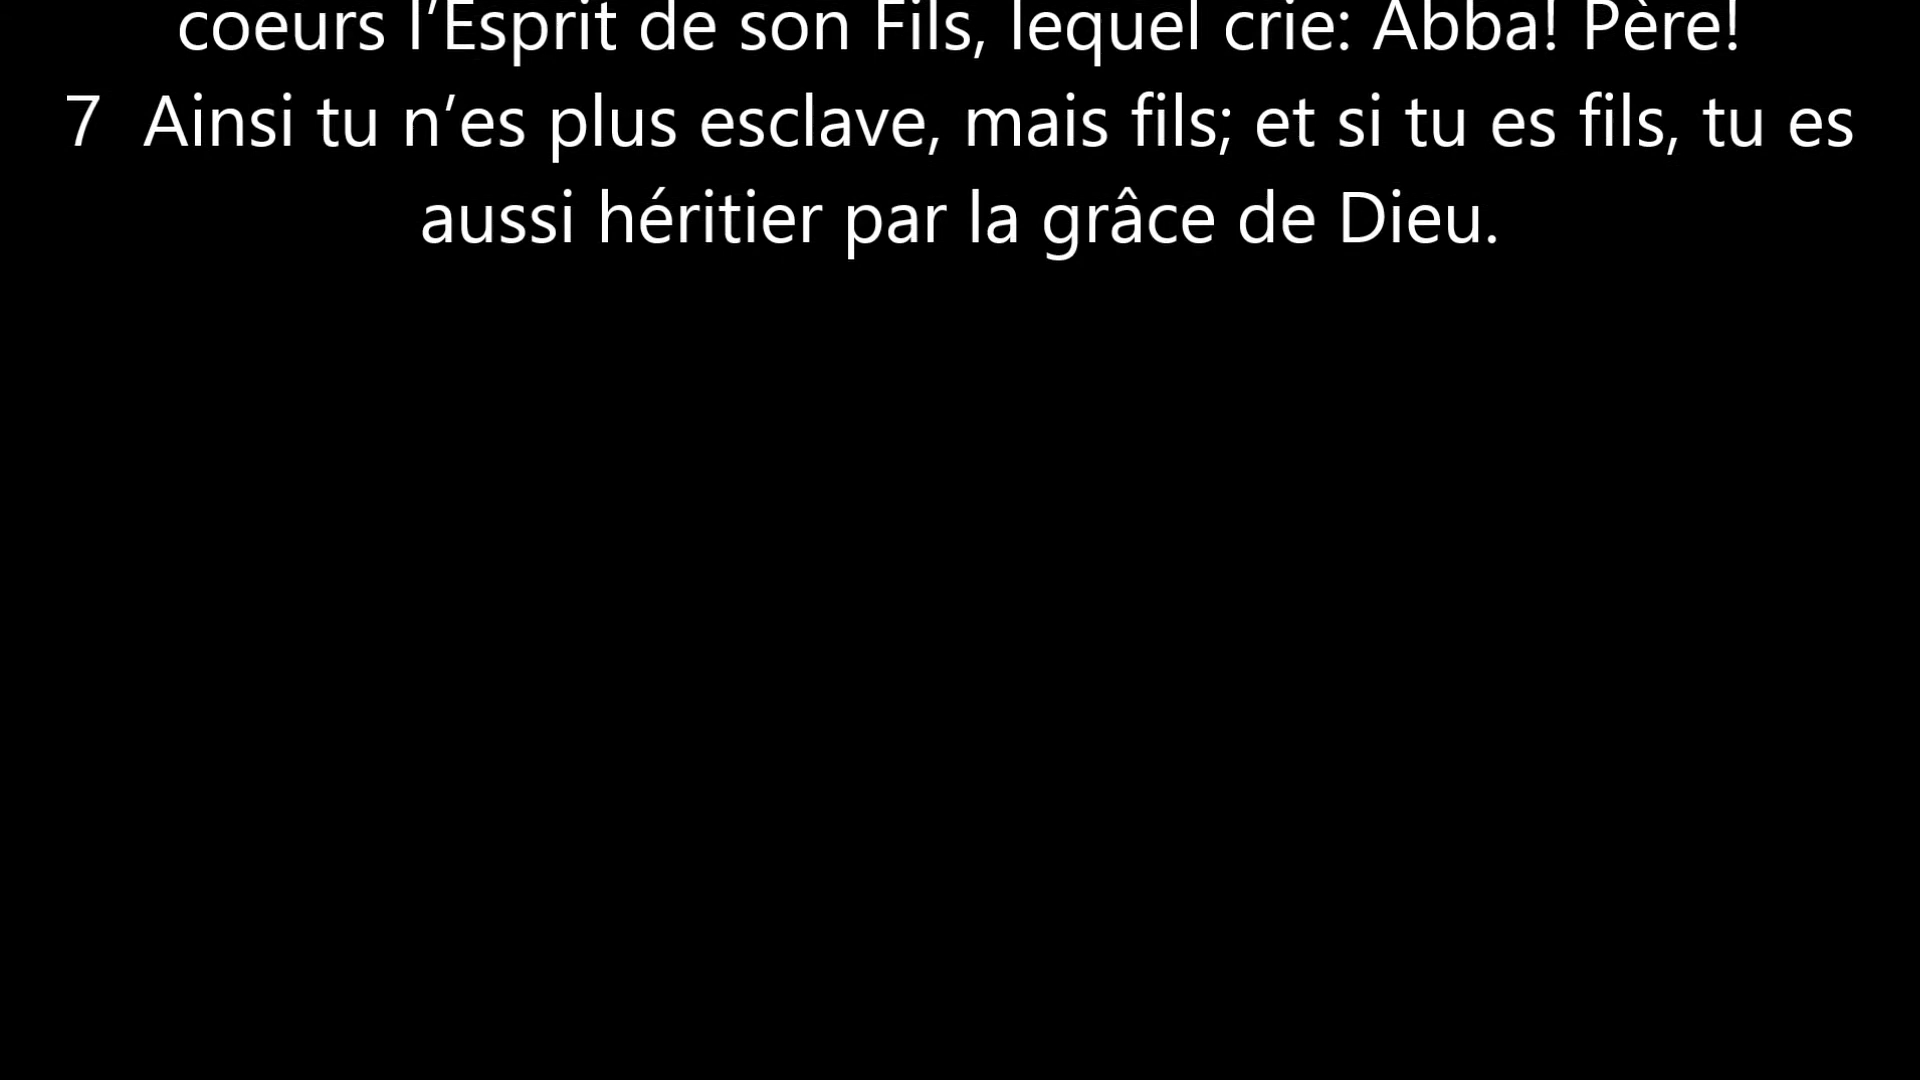 coeurs l’Esprit de son Fils, lequel crie: Abba! Père!
7  Ainsi tu n’es plus esclave, mais fils; et si tu es fils, tu es
aussi héritier par la grâce de Dieu.